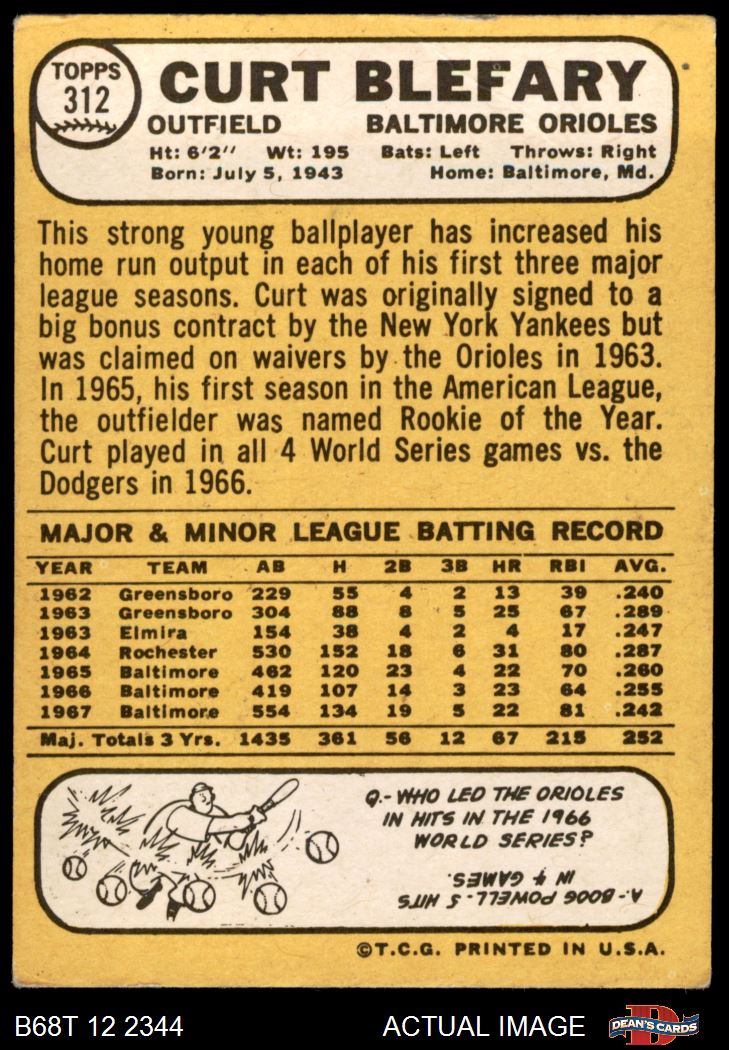 TOPPS
312
CURT BLEFARY
OUTFIELD BALTIMORE ORIOLES
Ht: 6'2'' Wt: 195 Bats: Left Throws: Right
Born: July 5, 1943 Home: Baltimore, Md.
This strong young ballplayer has increased his
home run output in each of his first three major
league seasons. Curt was originally signed to a
big bonus contract by the New York Yankees but
was claimed on waivers by the Orioles in 1963.
In 1965, his first season in the American League,
the outfielder was named Rookie of the Year.
Curt played in all 4 World Series games vs. the
Dodgers in 1966.
MAJOR & MINOR LEAGUE BATTING RECORD
YEAR TEAM AB H 2B 3B HR RBI AVG.
1962 Greensboro 229 55 4 2 13 39 .240
1963 Greensboro 304 88 8 5 25 67 .289
1963 Elmira 154 38 4 2 4 17 .247
1964 Rochester 530 152 18 6 31 80 .287
1965 Baltimore 462 120 23 4 22 70 .260
1966 Baltimore 419 107 14 3 23 64 .255
1967 Baltimore 554 134 19 5 22 81 .242
Maj. Totals 3 Yrs. 1435 361 56 12 67 215 252
Q.- WHO LED THE ORIOLES
IN HITS IN THE 1966
WORLD SERIES?
A.- BOOG POWELL - 5 HITS
IN 4 GAMES.
©T.C.G. PRINTED IN U.S.A.
B68T 12 2344 ACTUAL IMAGE
D
DEAN'S CARDS